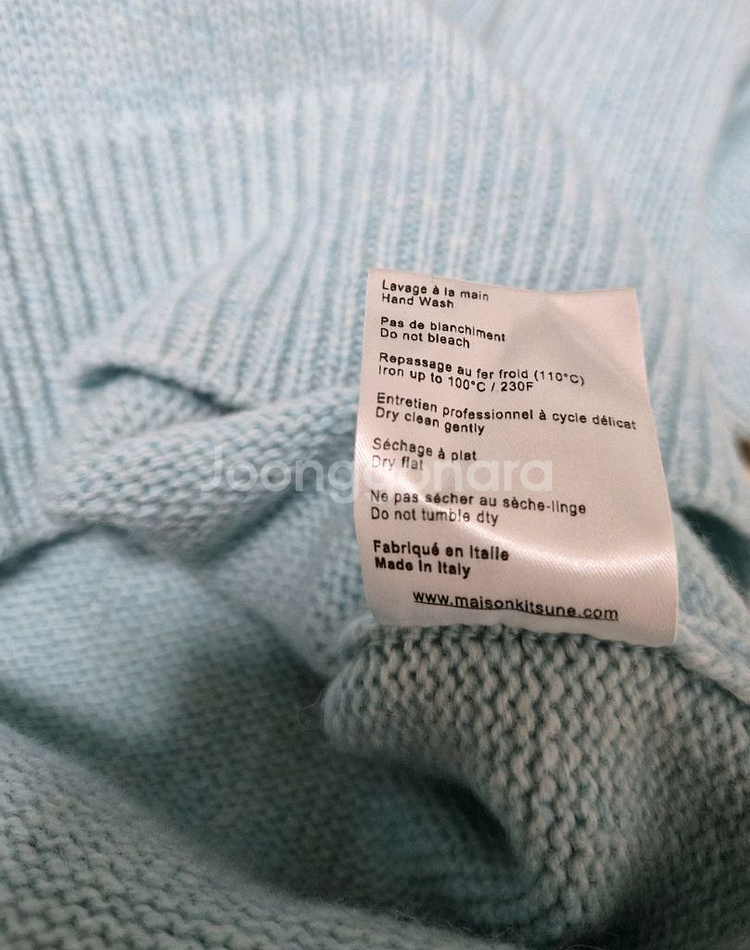 Lavage à la main
Hand Wash
Pas de blanchiment
Do not bleach
Repassage au fer froid (110°C)
Iron up to 100°C / 230F
Entretien professionnel à cycle délicat
Dry clean gently
Séchage à plat
Dry flat
Joonggonara
Ne pas sécher au sèche-linge
Do not tumble dty
Fabriqué en Italie
Made In Italy
www.maisonkitsune.com